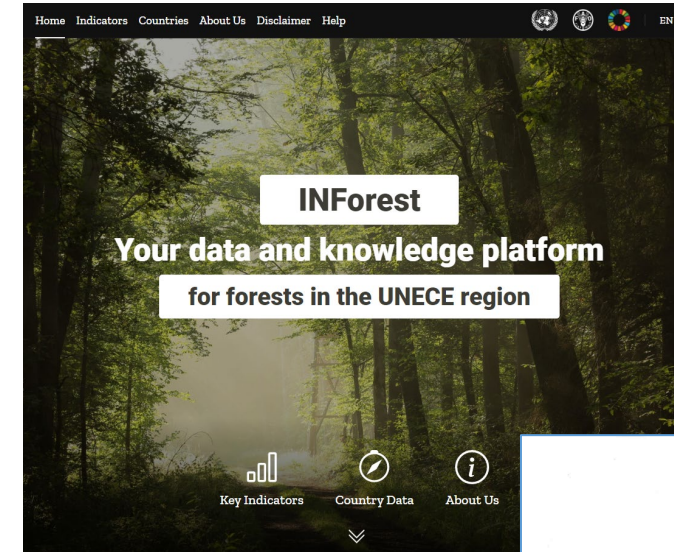 Home Indicators Countries About Us Disclaimer Help EN
INForest
Your data and knowledge platform
for forests in the UNECE region
Key Indicators Country Data About Us